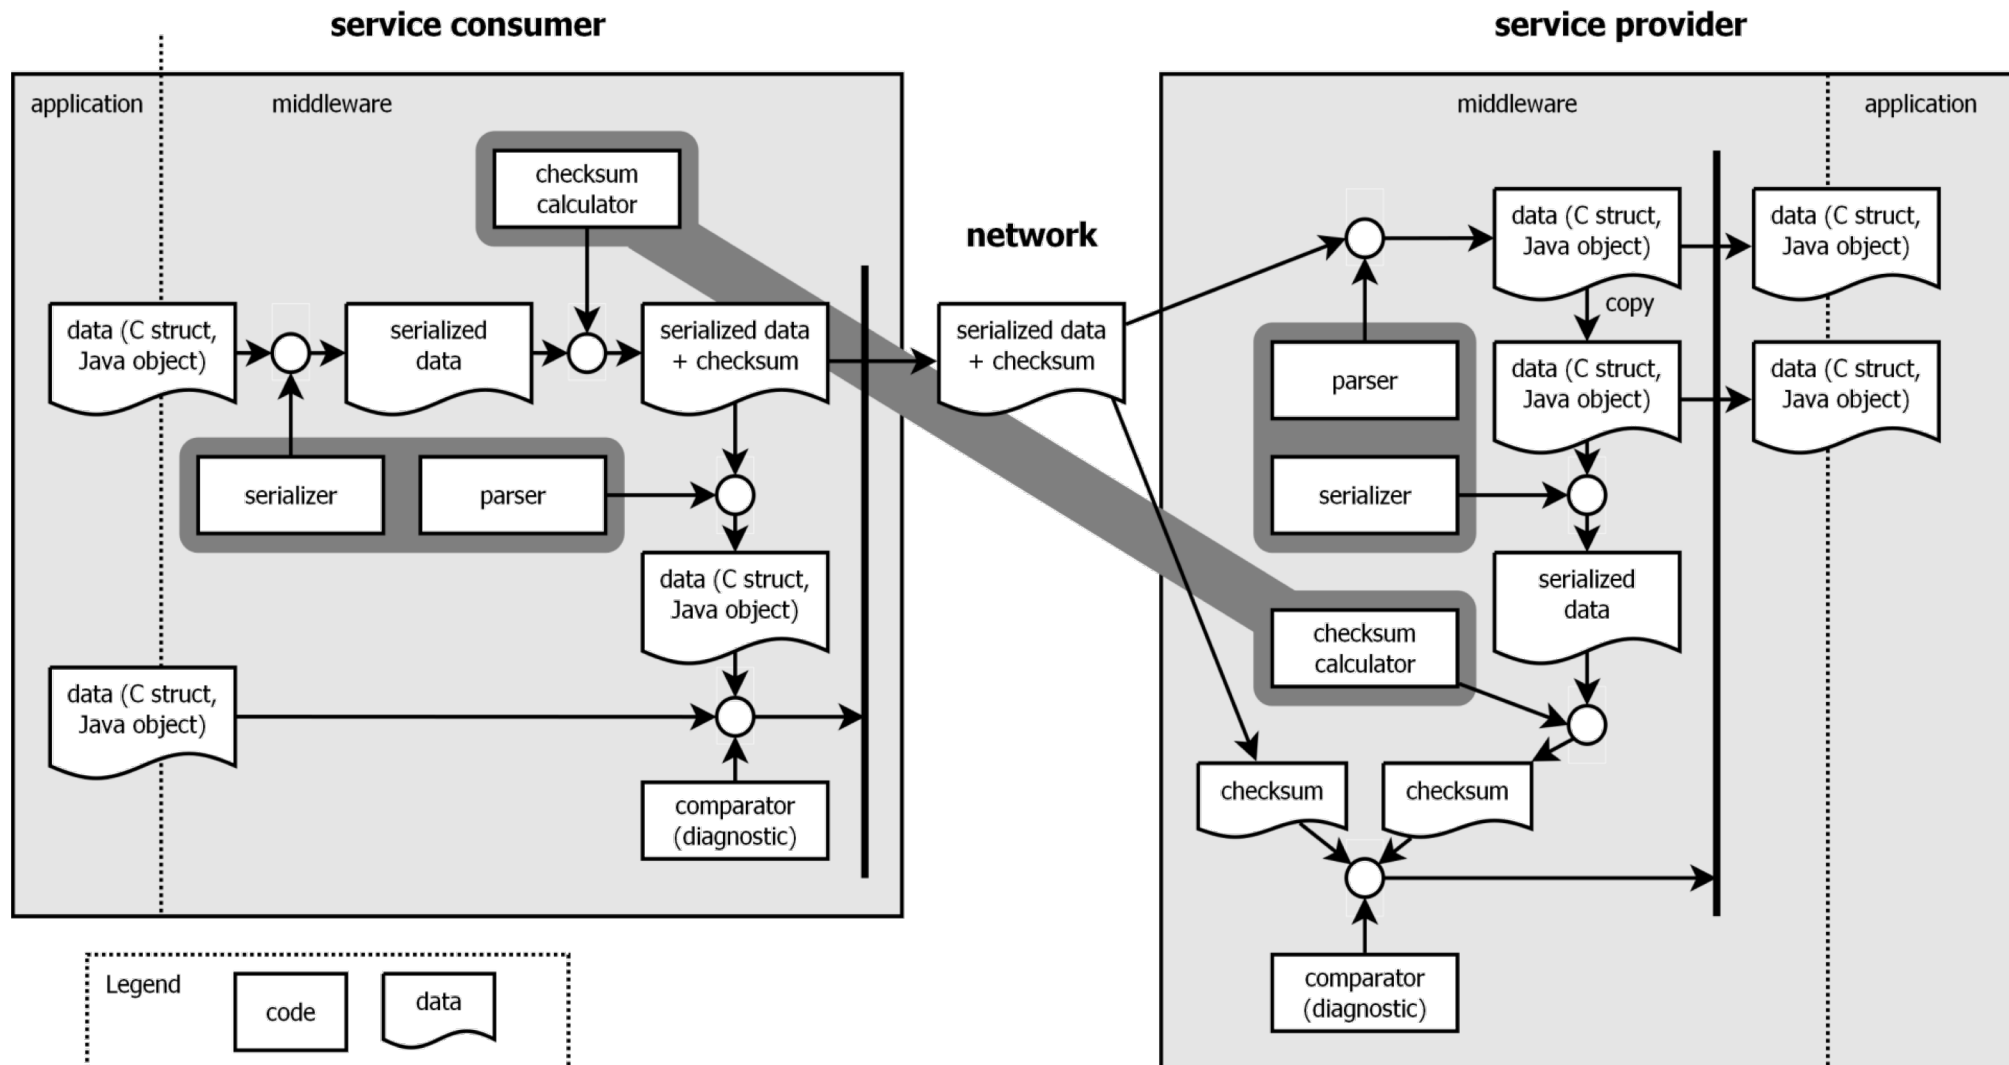 service consumer
service provider
application
middleware
middleware
application
checksum
calculator
network
data (C struct,
Java object)
data (C struct,
Java object)
copy
data (C struct,
Java object)
serialized
data
serialized data
+ checksum
serialized data
+ checksum
parser
data (C struct,
Java object)
data (C struct,
Java object)
serializer
parser
serializer
data (C struct,
Java object)
serialized
data
checksum
calculator
data (C struct,
Java object)
checksum
checksum
comparator
(diagnostic)
comparator
(diagnostic)
Legend
code
data